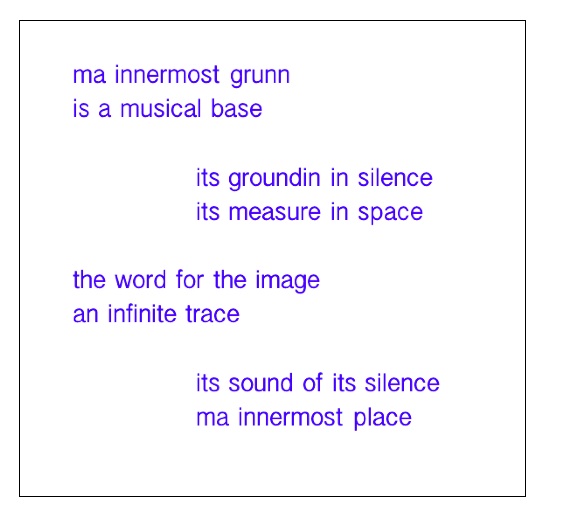 ma innermost grunn
is a musical base
its groundin in silence
its measure in space
the word for the image
an infinite trace
its sound of its silence
ma innermost place